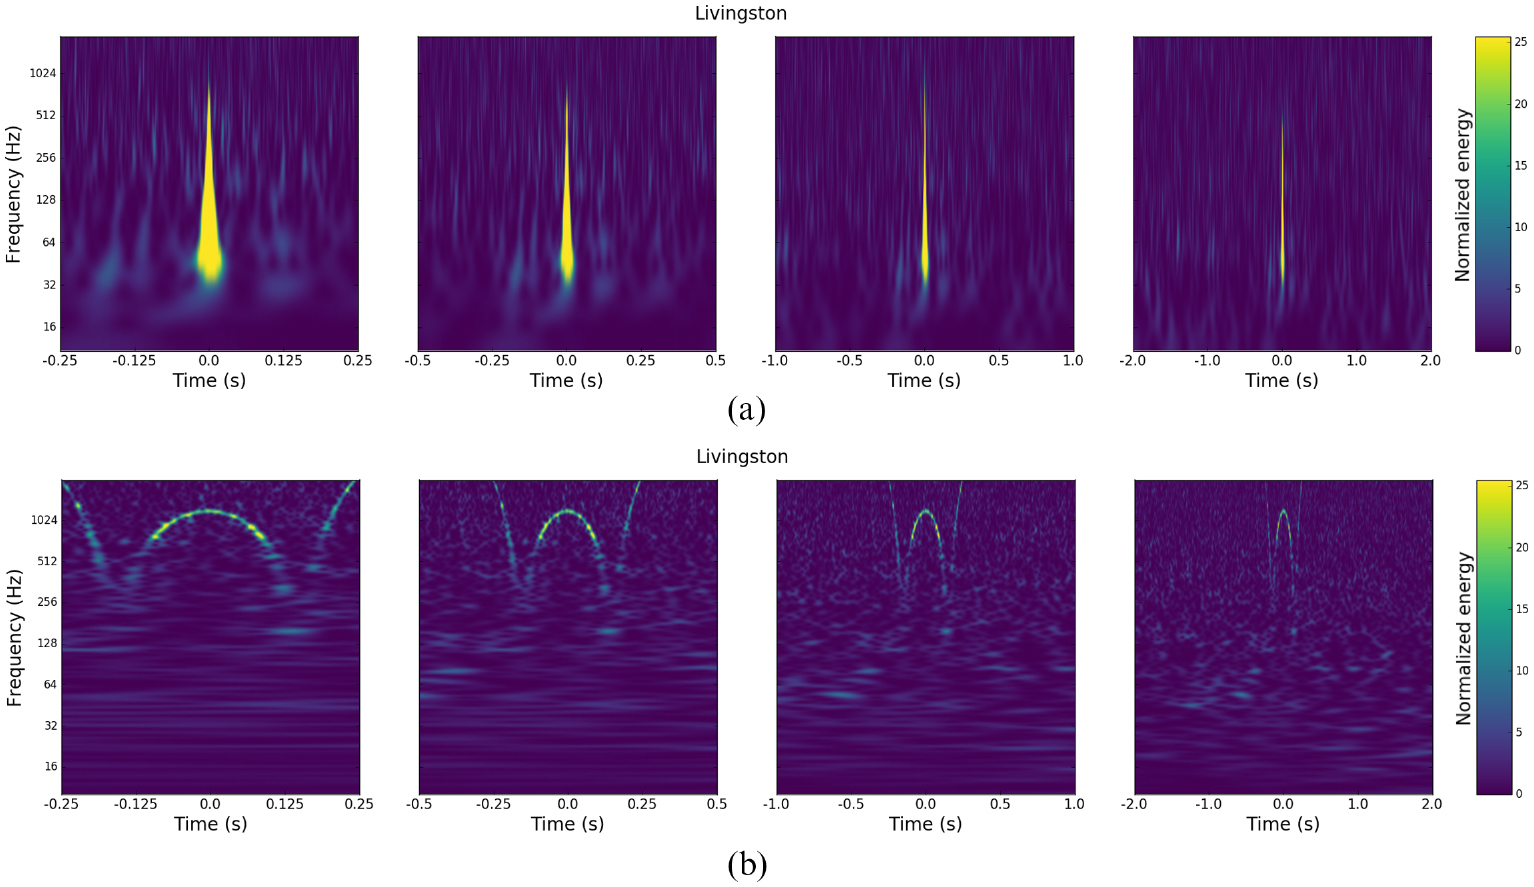 Livingston
Frequency (Hz)
1024
512
256
128
64
32
16
-0.25 -0.125 0.0 0.125 0.25
Time (s)
-0.5 -0.25 0.0 0.25 0.5
Time (s)
-1.0 -0.5 0.0 0.5 1.0
Time (s)
-2.0 -1.0 0.0 1.0 2.0
Time (s)
Normalized energy
25
20
15
10
5
0
(a)
Livingston
Frequency (Hz)
1024
512
256
128
64
32
16
-0.25 -0.125 0.0 0.125 0.25
Time (s)
-0.5 -0.25 0.0 0.25 0.5
Time (s)
-1.0 -0.5 0.0 0.5 1.0
Time (s)
-2.0 -1.0 0.0 1.0 2.0
Time (s)
Normalized energy
25
20
15
10
5
0
(b)